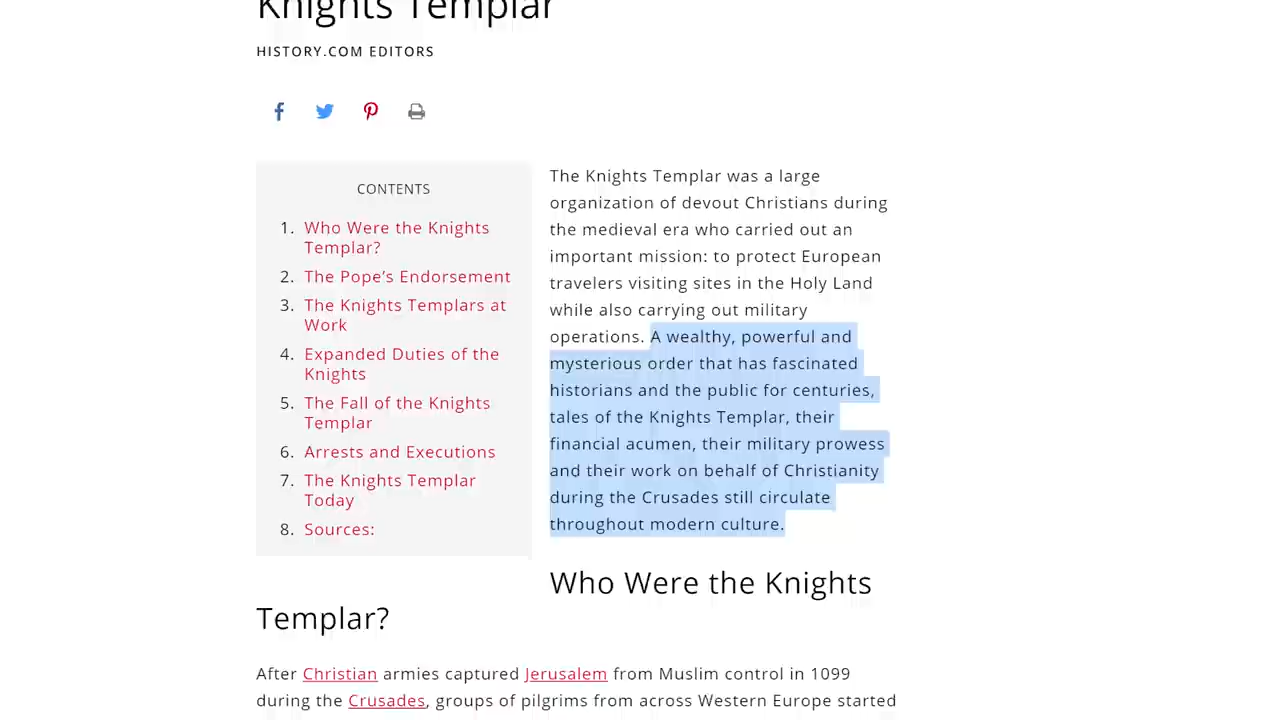 Knights Templar
HISTORY.COM EDITORS
CONTENTS
1. Who Were the Knights
Templar?
2. The Pope’s Endorsement
3. The Knights Templars at
Work
4. Expanded Duties of the
Knights
5. The Fall of the Knights
Templar
6. Arrests and Executions
7. The Knights Templar
Today
8. Sources:
The Knights Templar was a large
organization of devout Christians during
the medieval era who carried out an
important mission: to protect European
travelers visiting sites in the Holy Land
while also carrying out military
operations. A wealthy, powerful and
mysterious order that has fascinated
historians and the public for centuries,
tales of the Knights Templar, their
financial acumen, their military prowess
and their work on behalf of Christianity
during the Crusades still circulate
throughout modern culture.
Who Were the Knights
Templar?
After Christian armies captured Jerusalem from Muslim control in 1099
during the Crusades, groups of pilgrims from across Western Europe started